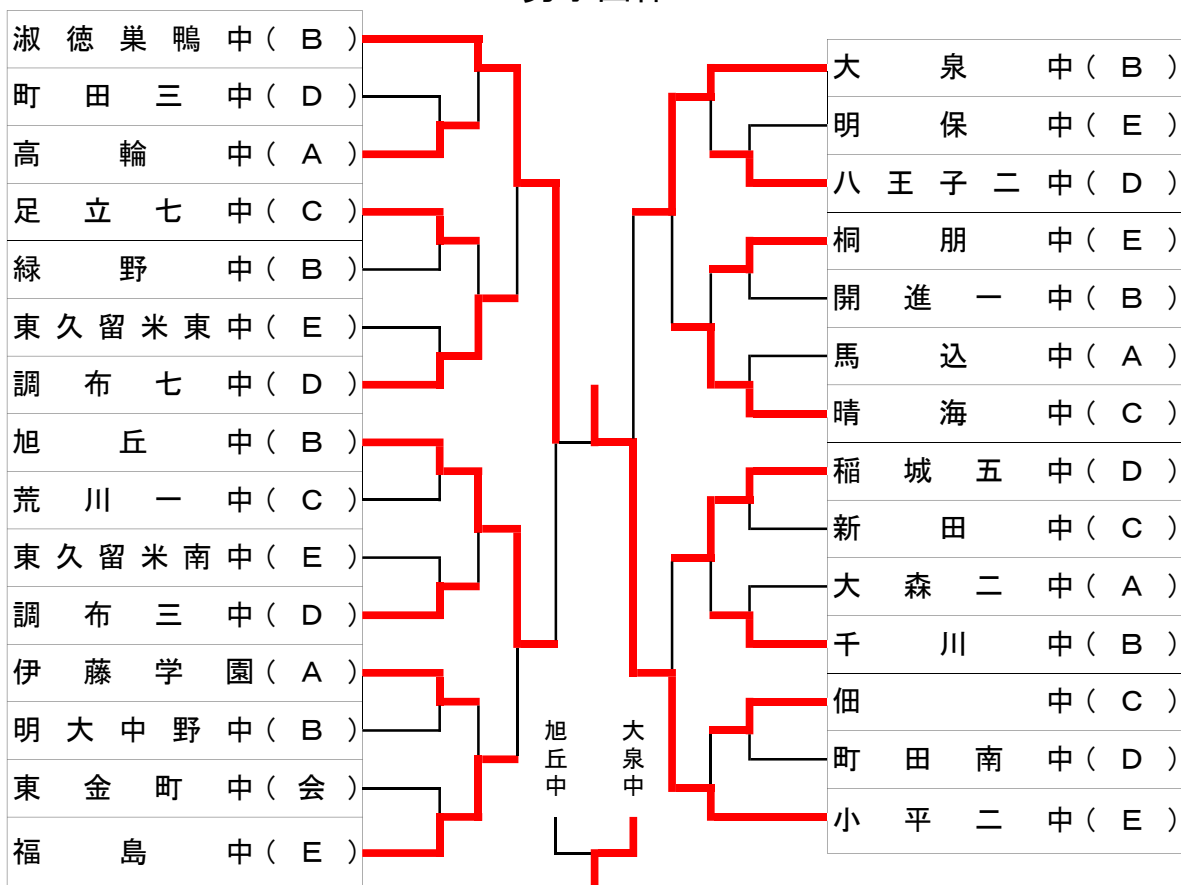 淑徳巣鴨中(B)
町田三中(D)
高輪中(A)
足立七中(C)
緑野中(B)
東久留米東中(E)
調布七中(D)
旭丘中(B)
荒川一中(C)
東久留米南中(E)
調布三中(D)
伊藤学園(A)
明大中野中(B)
東金町中(会)
福島中(E)
大泉中(B)
明保中(E)
八王子二中(D)
桐朋中(E)
開進一中(B)
馬込中(A)
晴海中(C)
稲城五中(D)
新田中(C)
大森二中(A)
千川中(B)
佃中(C)
町田南中(D)
小平二中(E)
旭丘中
大泉中